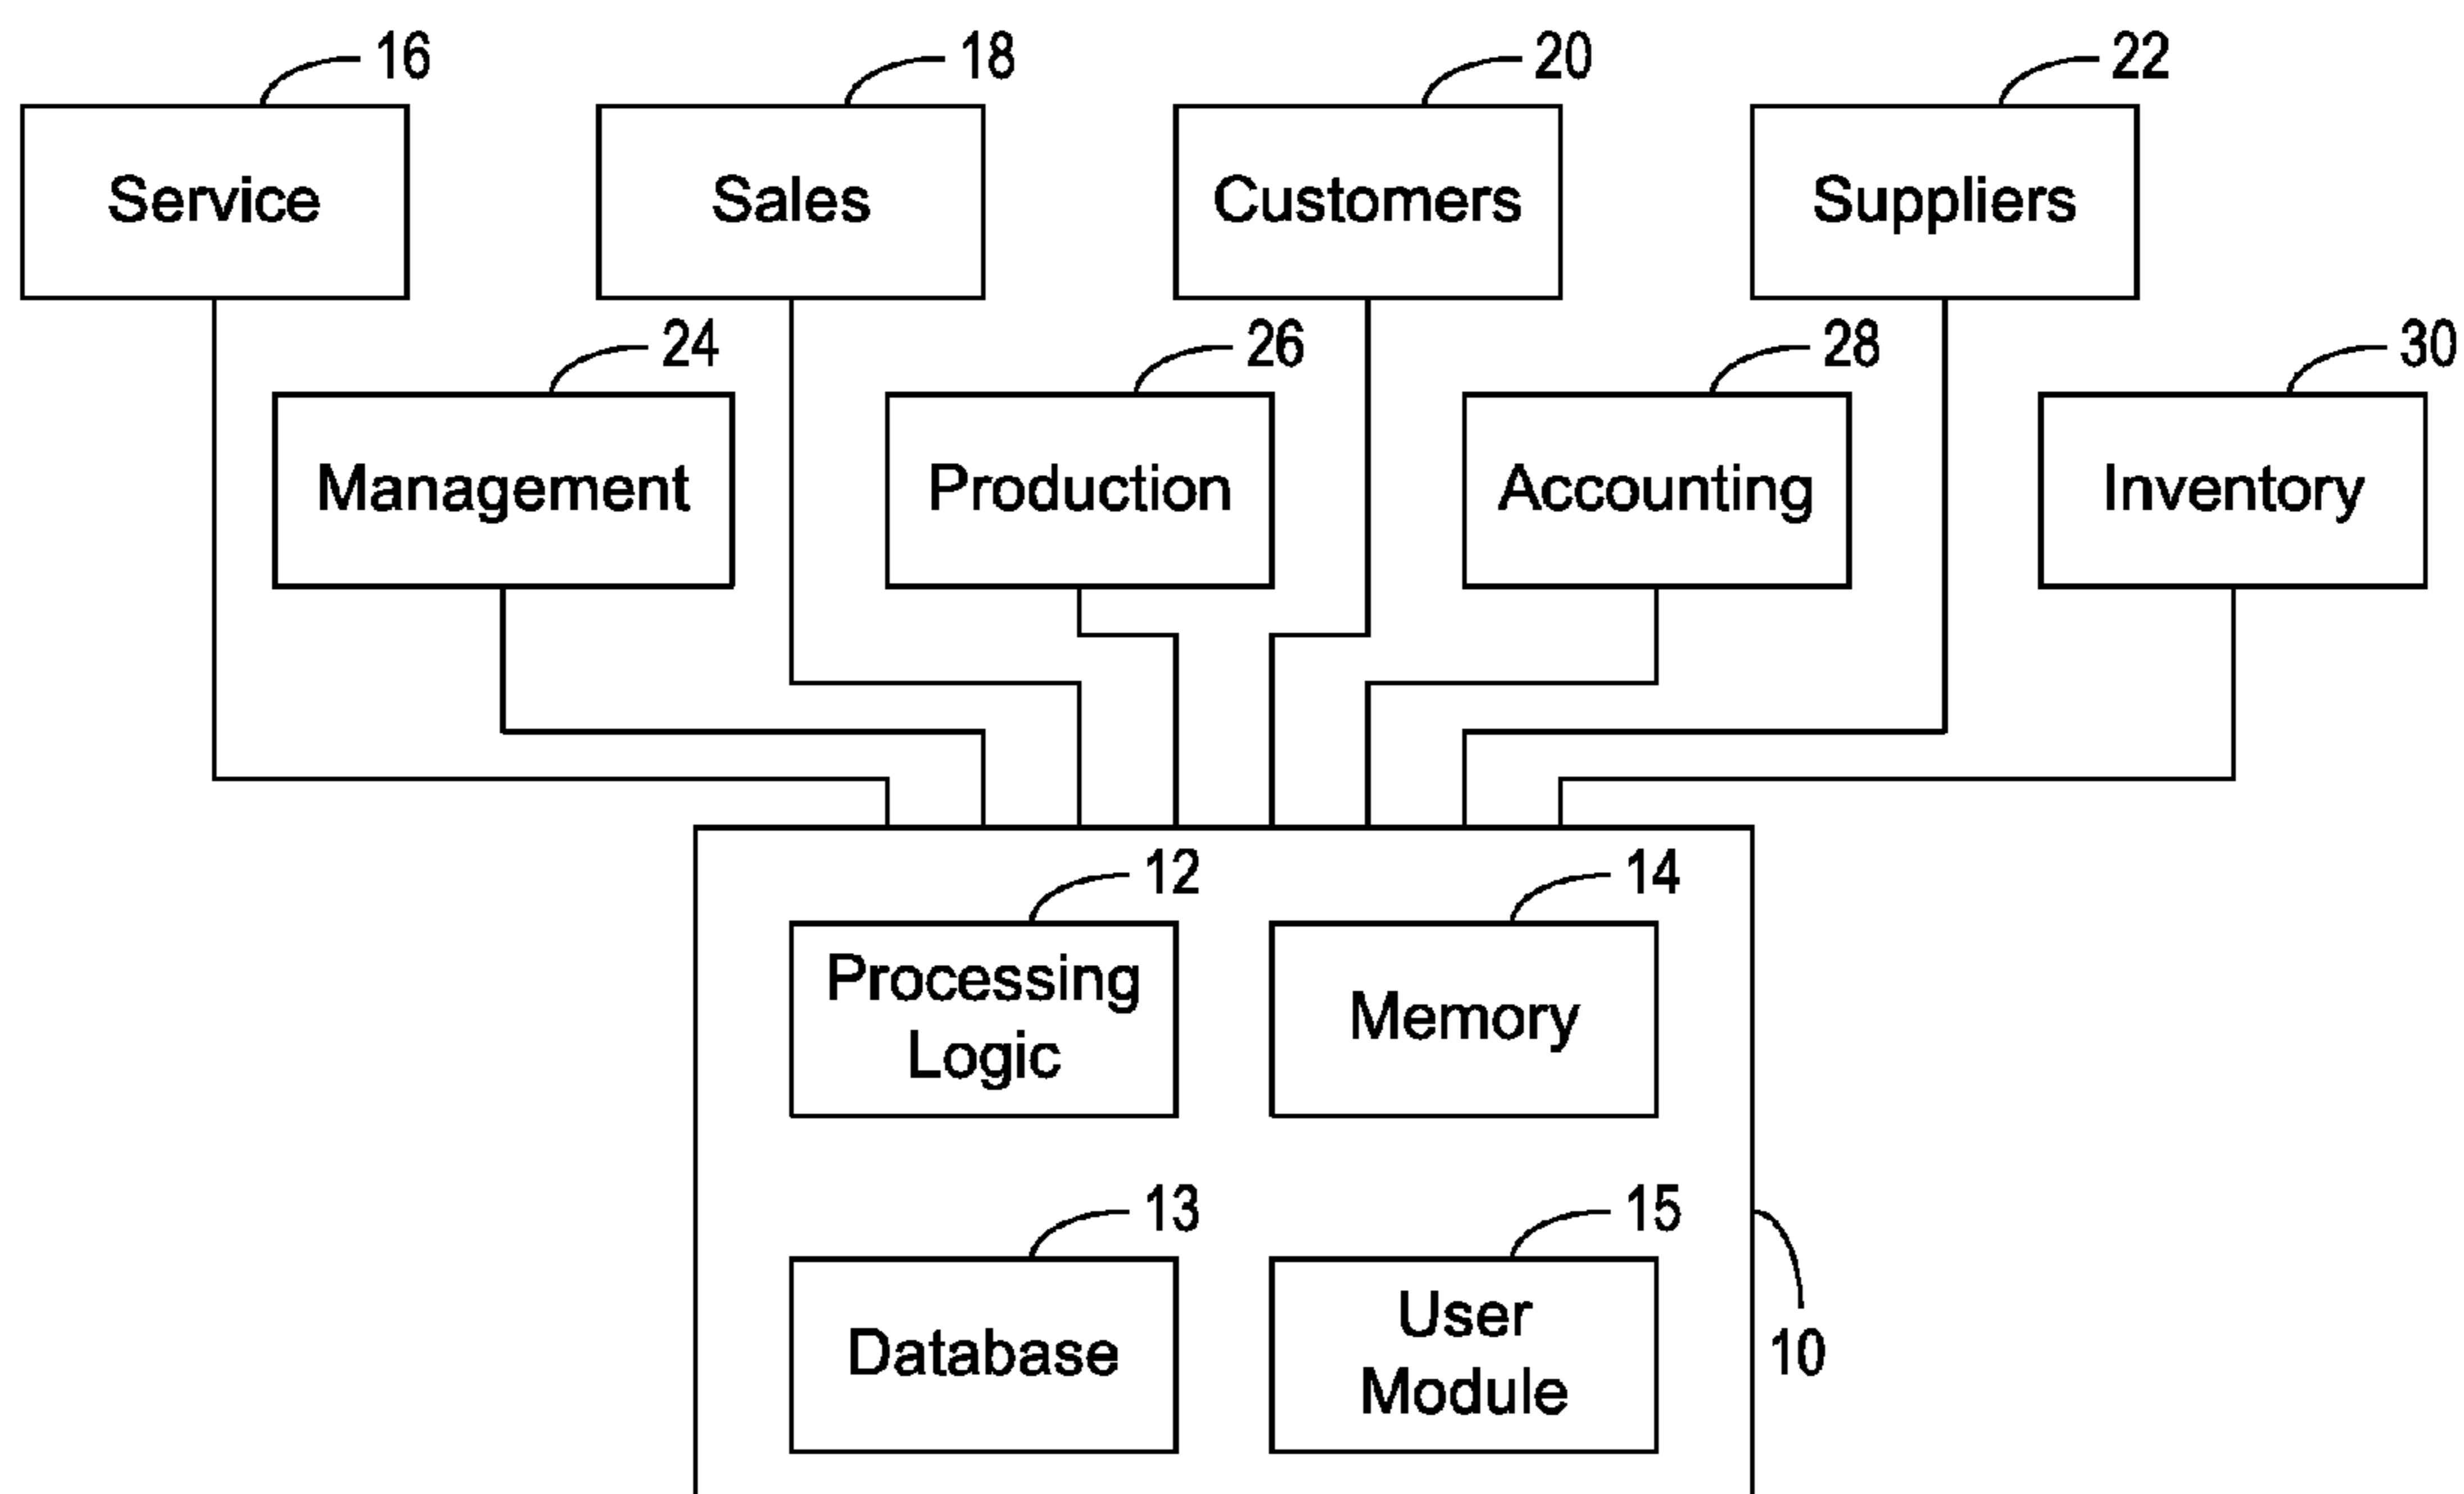 16
18
20
22
Service
Sales
Customers
Suppliers
24
26
28
30
Management
Production
Accounting
Inventory
12
14
Processing
Logic
Memory
13
15
Database
User
Module
10